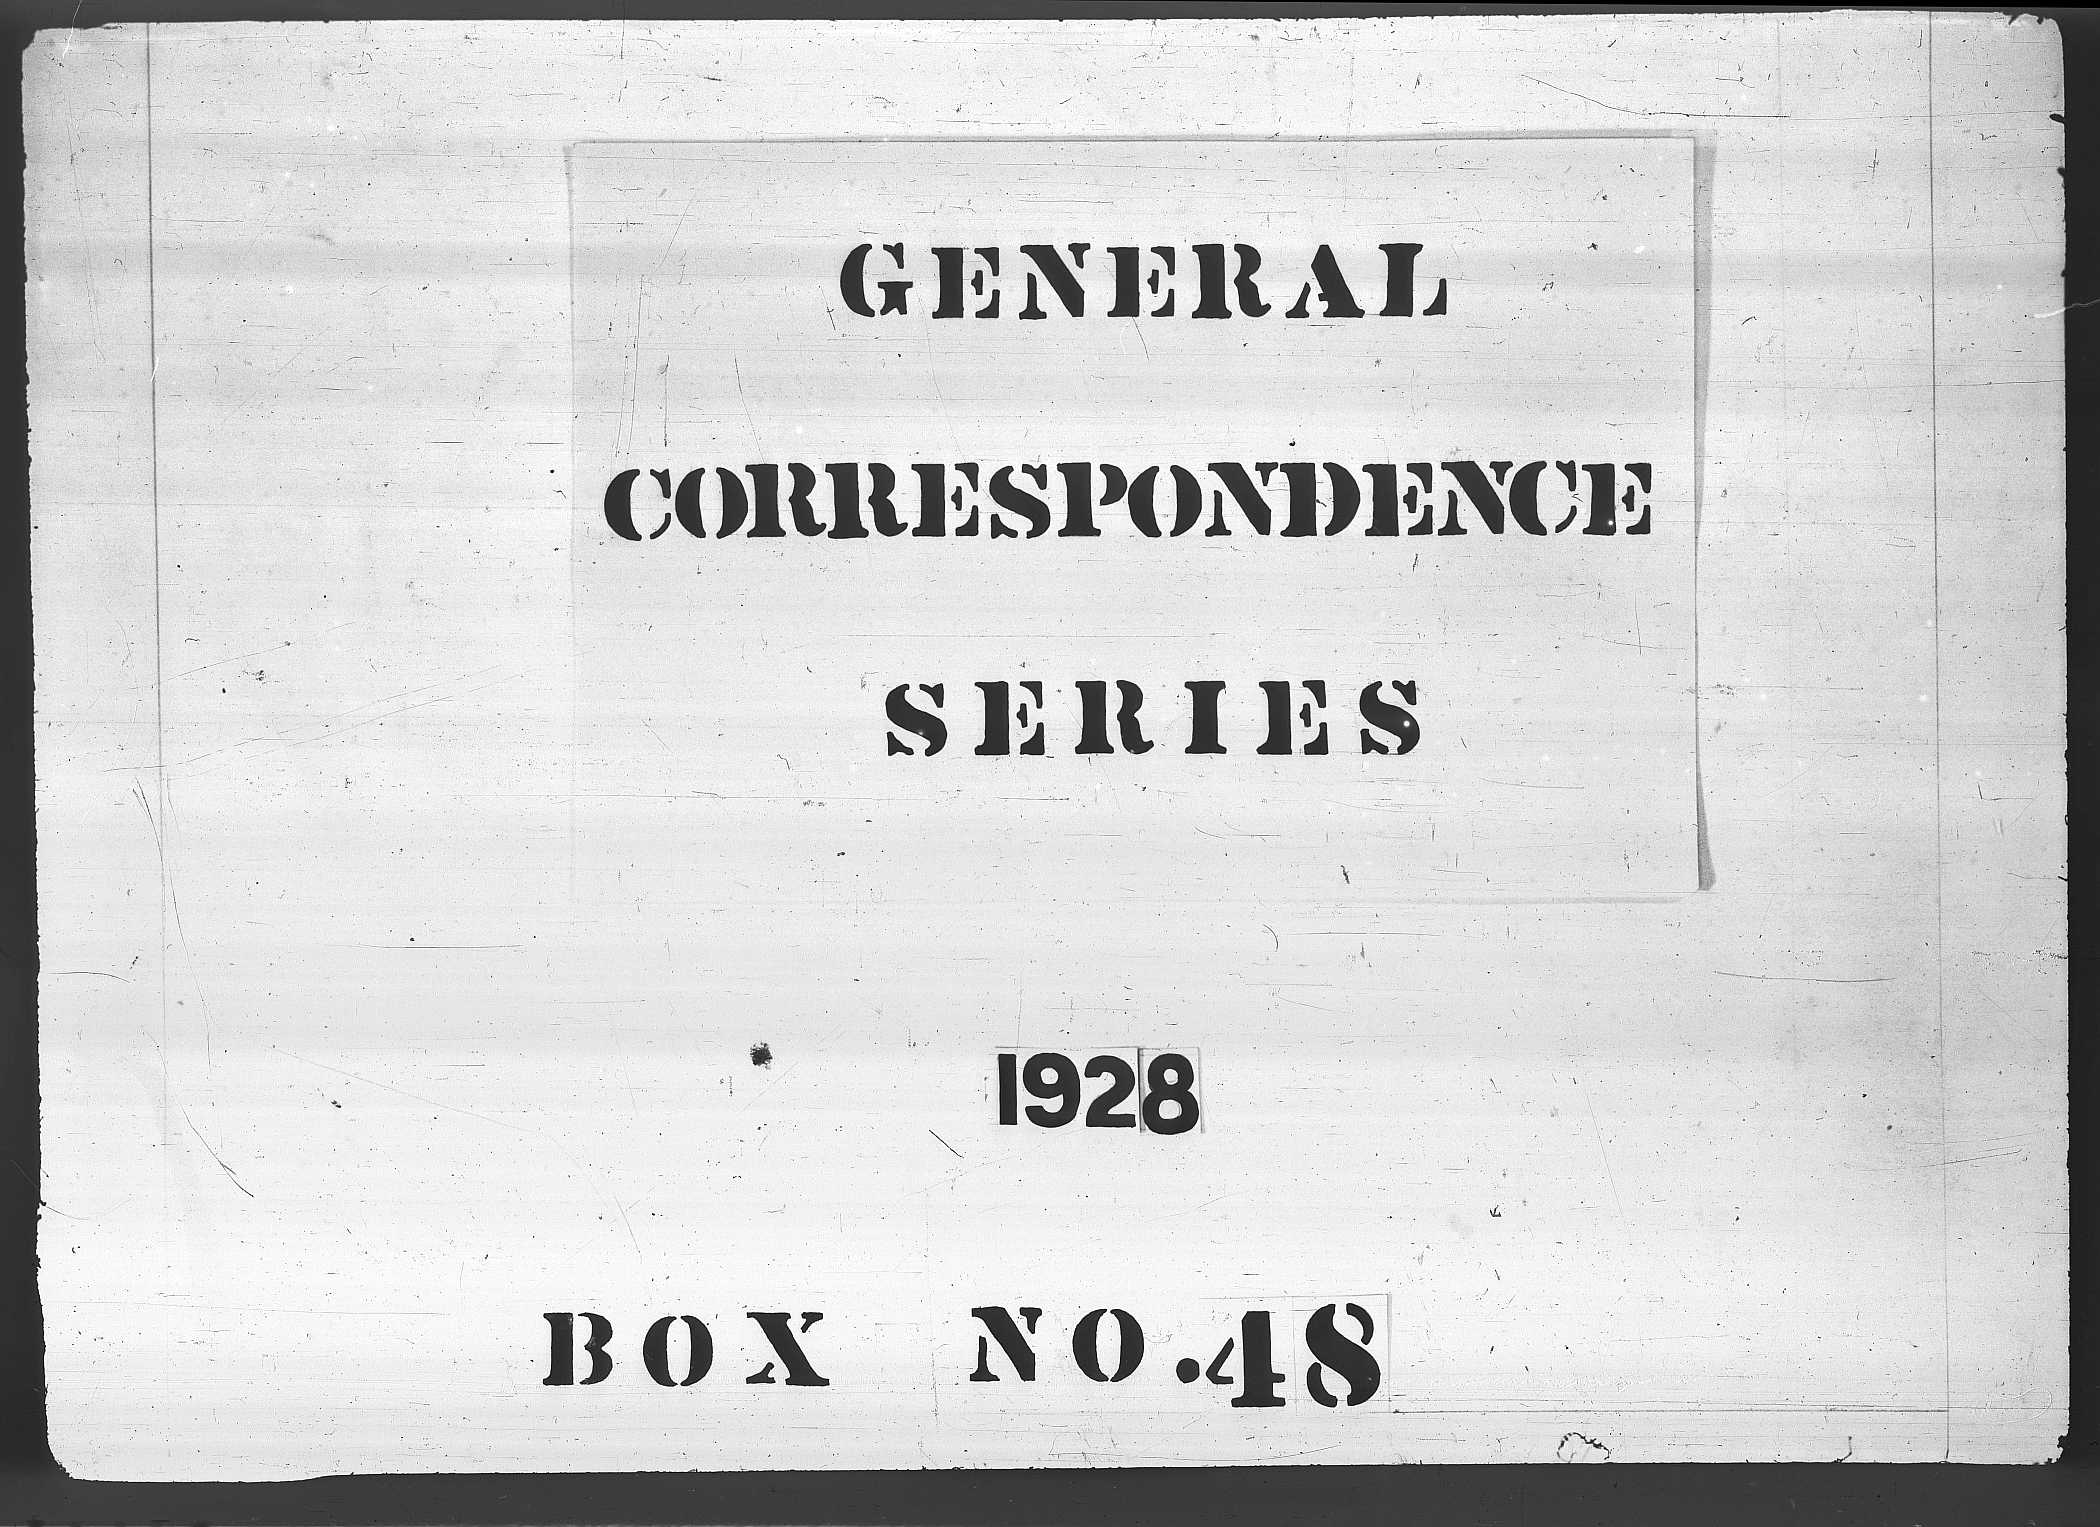 GENERAL
CORRESPONDENCE
SERIES
1928
BOX NO.48